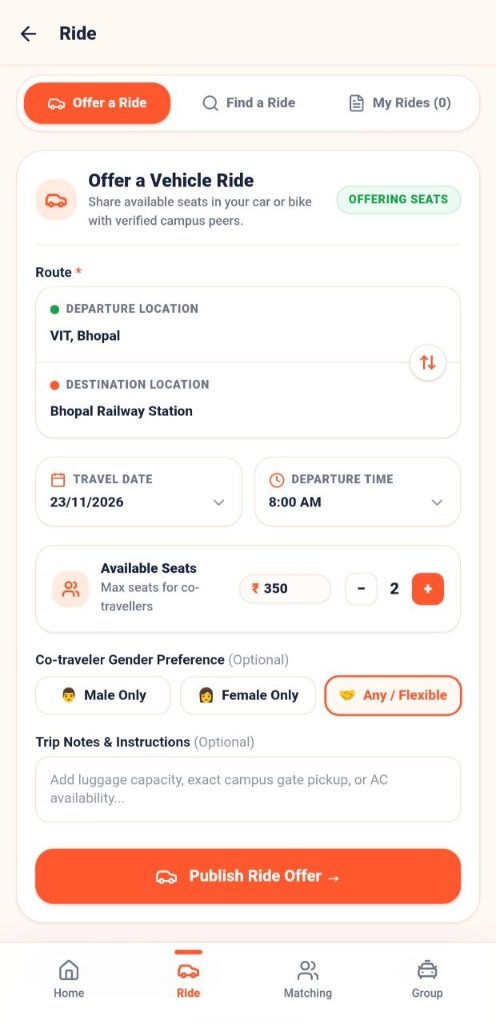 Ride
Offer a Ride
Find a Ride
My Rides (0)
Offer a Vehicle Ride
Share available seats in your car or bike
with verified campus peers.
OFFERING SEATS
Route *
DEPARTURE LOCATION
VIT, Bhopal
DESTINATION LOCATION
Bhopal Railway Station
TRAVEL DATE
23/11/2026
DEPARTURE TIME
8:00 AM
Available Seats
Max seats for co-
travellers
₹ 350
− 2 +
Co-traveler Gender Preference (Optional)
Male Only
Female Only
Any / Flexible
Trip Notes & Instructions (Optional)
Add luggage capacity, exact campus gate pickup, or AC
availability...
Publish Ride Offer →
Home
Ride
Matching
Group